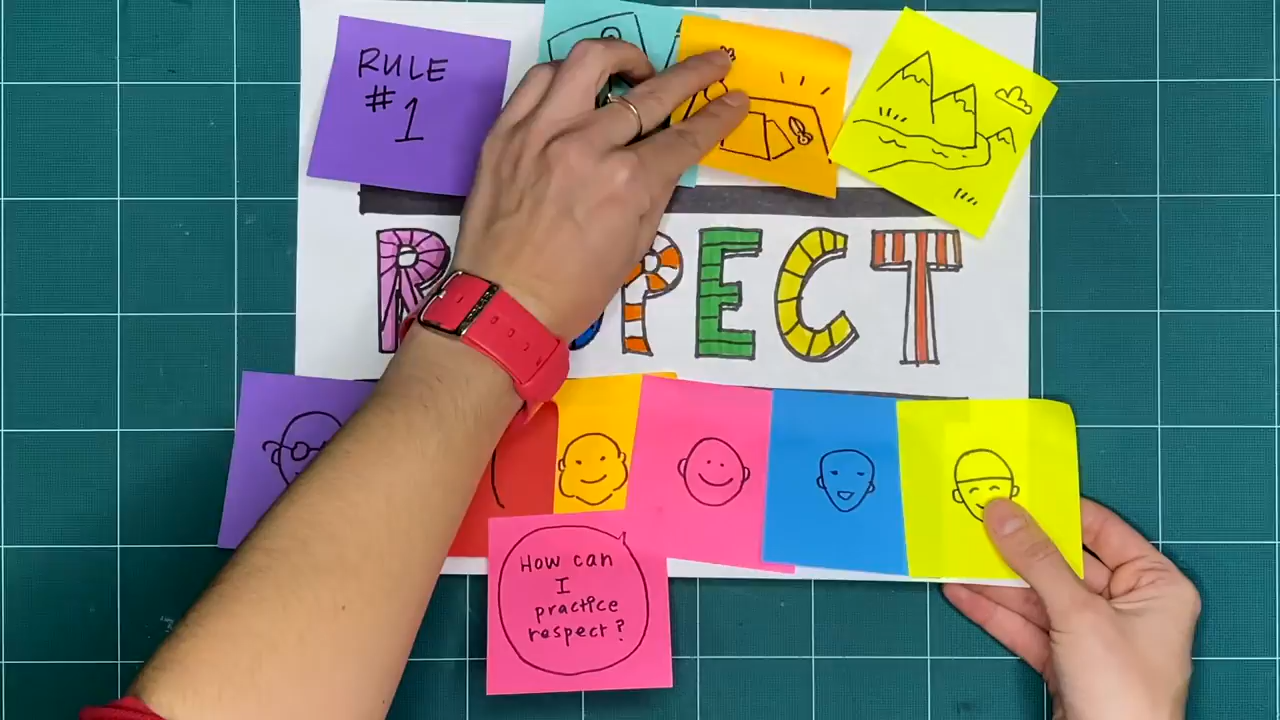 RULE
#1
R PECT
How can
I
practice
respect?